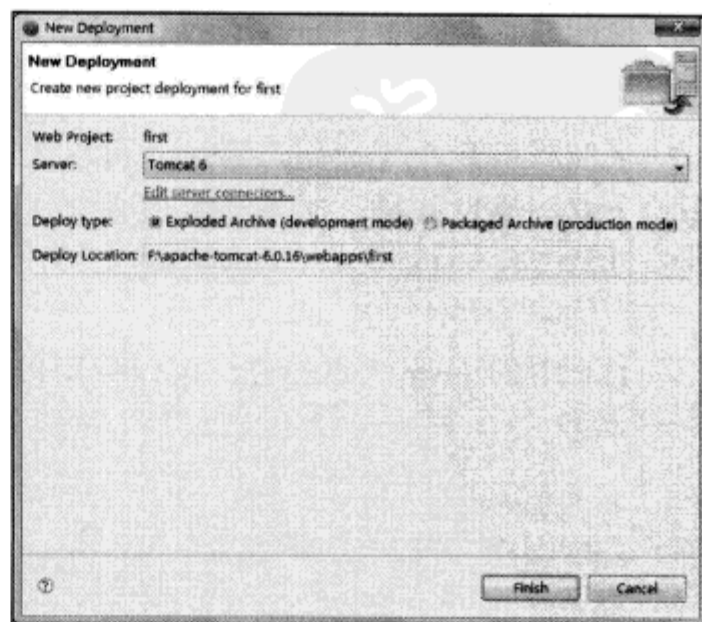 New Deployment
New Deployment
Create new project deployment for first
Web Project: first
Server: Tomcat 6
Edit server connectors...
Deploy type: Exploded Archive (development mode) Packaged Archive (production mode)
Deploy Location: F:\apache-tomcat-6.0.16\webapps\first
Finish Cancel